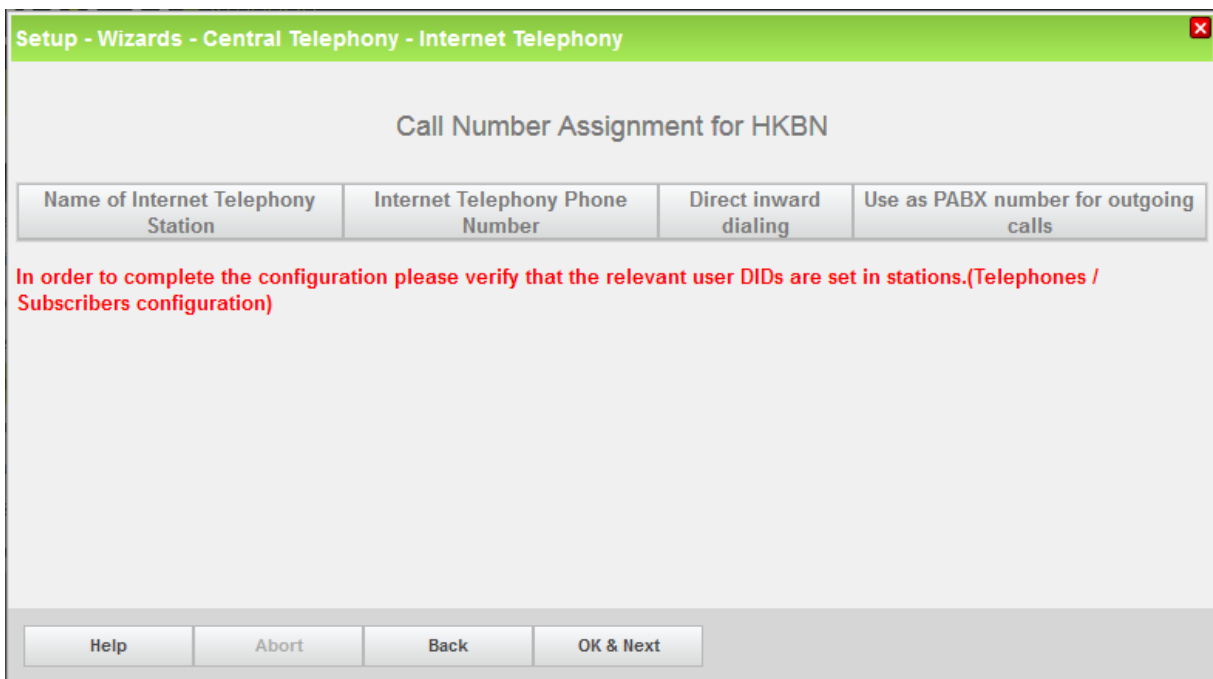 Setup - Wizards - Central Telephony - Internet Telephony
Call Number Assignment for HKBN
Name of Internet Telephony Station
Internet Telephony Phone Number
Direct inward dialing
Use as PABX number for outgoing calls
In order to complete the configuration please verify that the relevant user DIDs are set in stations.(Telephones /
Subscribers configuration)
Help
Abort
Back
OK & Next